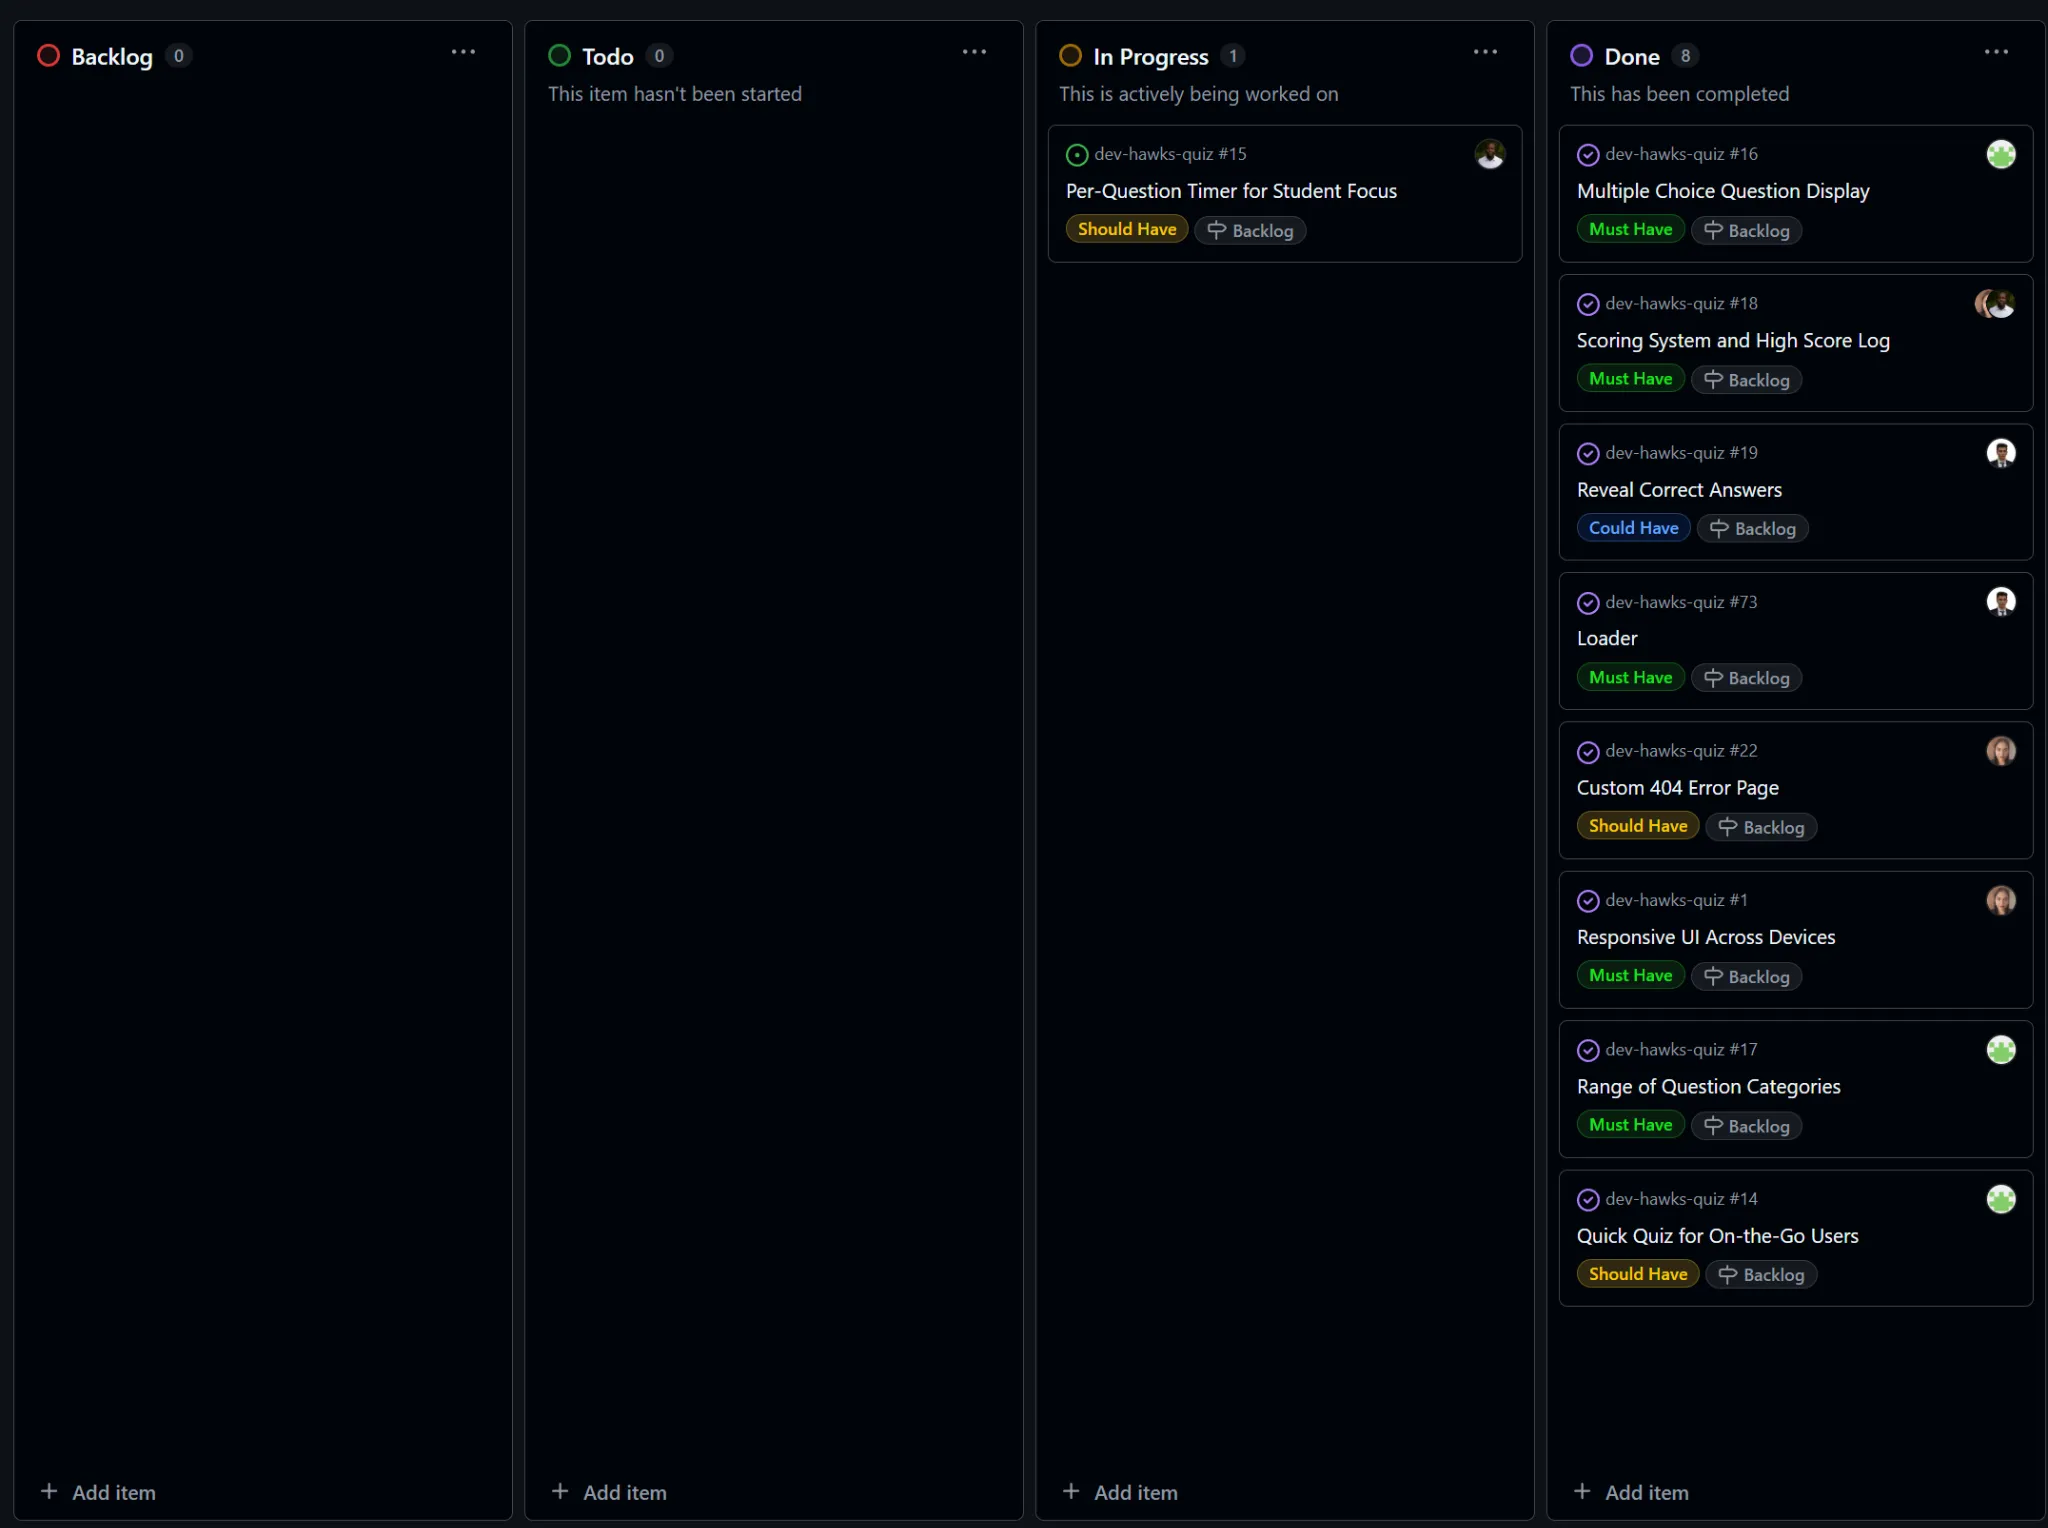 Backlog 0
Todo 0
This item hasn't been started
In Progress 1
This is actively being worked on
dev-hawks-quiz #15
Per-Question Timer for Student Focus
Should Have Backlog
Done 8
This has been completed
dev-hawks-quiz #16
Multiple Choice Question Display
Must Have Backlog
dev-hawks-quiz #18
Scoring System and High Score Log
Must Have Backlog
dev-hawks-quiz #19
Reveal Correct Answers
Could Have Backlog
dev-hawks-quiz #73
Loader
Must Have Backlog
dev-hawks-quiz #22
Custom 404 Error Page
Should Have Backlog
dev-hawks-quiz #1
Responsive UI Across Devices
Must Have Backlog
dev-hawks-quiz #17
Range of Question Categories
Must Have Backlog
dev-hawks-quiz #14
Quick Quiz for On-the-Go Users
Should Have Backlog
+ Add item
+ Add item
+ Add item
+ Add item